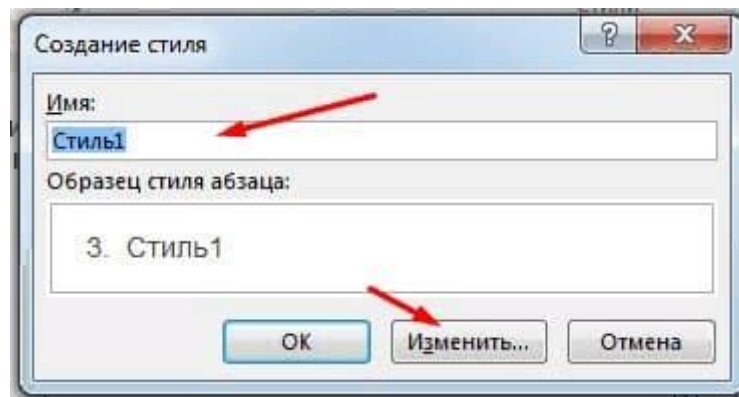 Создание стиля
Имя:
Стиль1
Образец стиля абзаца:
3. Стиль1
ОК
Изменить...
Отмена